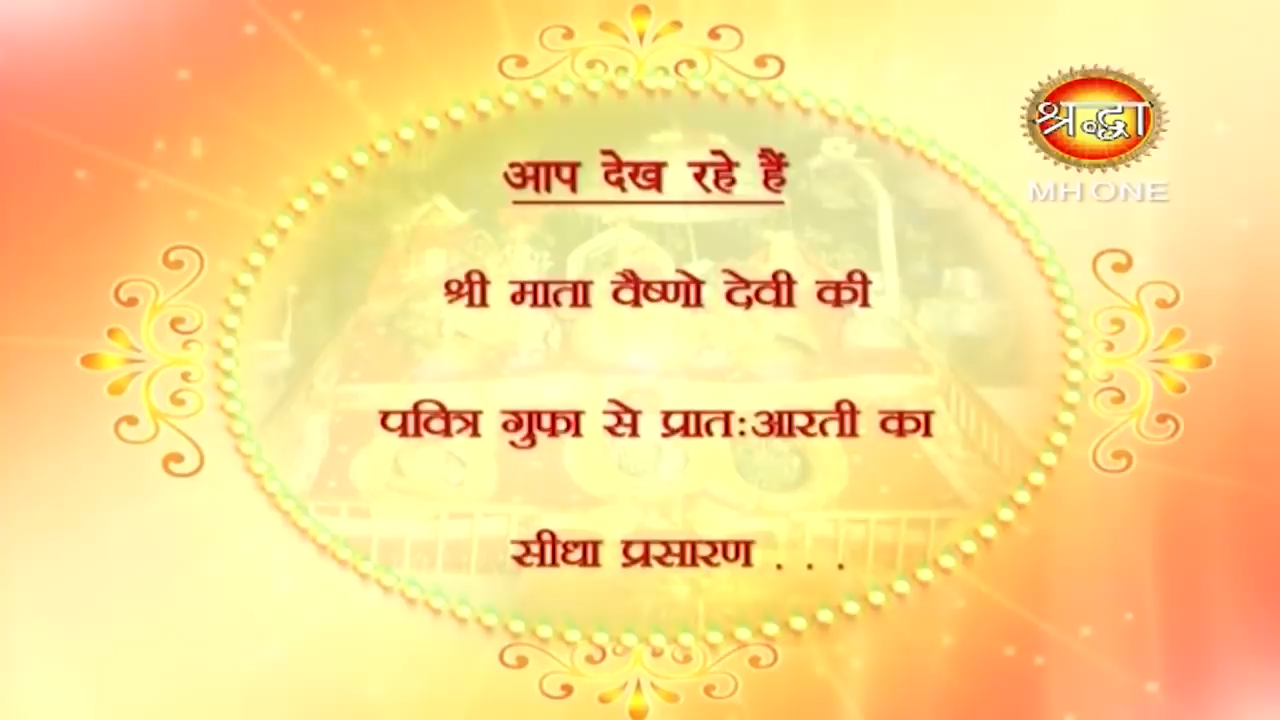 श्रद्धा
MH ONE
आप देख रहे हैं
श्री माता वैष्णो देवी की
पवित्र गुफा से प्रातःआरती का
सीधा प्रसारण . . .